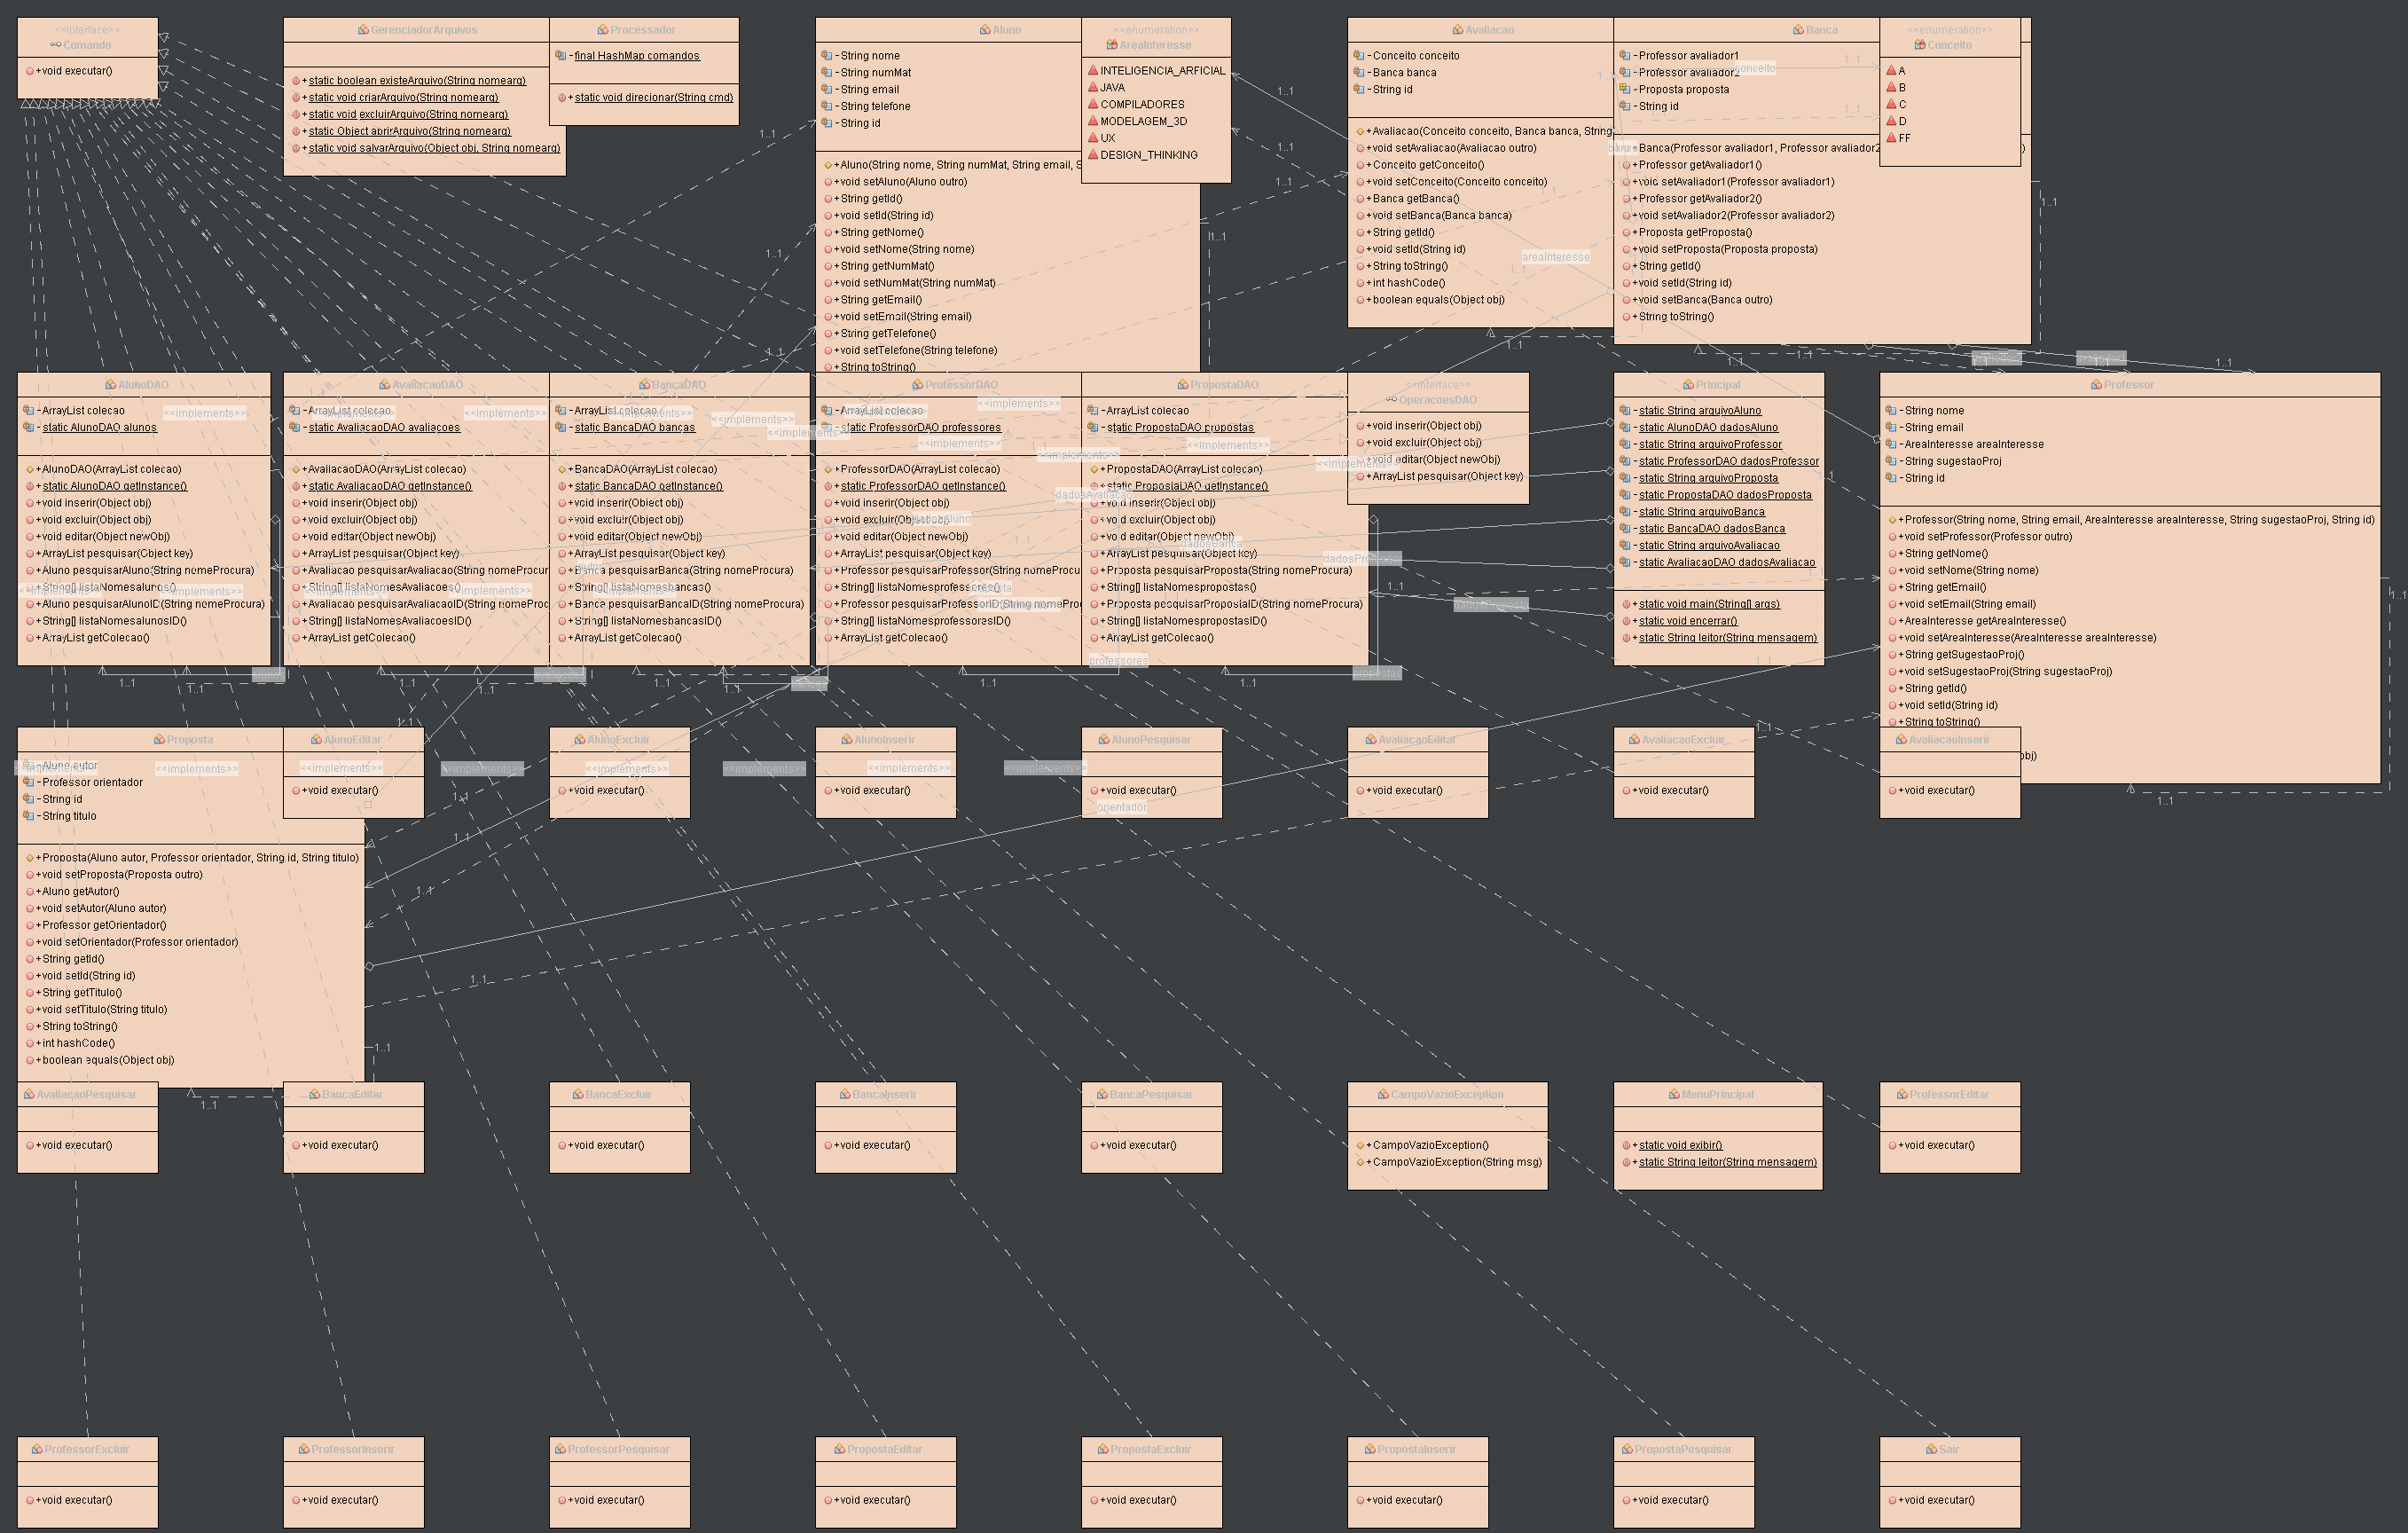 <<interface>>
Comando
+void executar()
GerenciadorArquivos
+static boolean existeArquivo(String nomearq)
+static void criarArquivo(String nomearq)
+static void excluirArquivo(String nomearq)
+static Object abrirArquivo(String nomearq)
+static void salvarArquivo(Object obj, String nomearq)
Processador
-final HashMap comandos
+static void direcionar(String cmd)
Aluno
-String nome
-String numMat
-String email
-String telefone
-String id
+Aluno(String nome, String numMat, String email, S
+void setAluno(Aluno outro)
+String getId()
+void setId(String id)
+String getNome()
+void setNome(String nome)
+String getNumMat()
+void setNumMat(String numMat)
+String getEmail()
+void setEmail(String email)
+String getTelefone()
+void setTelefone(String telefone)
+String toString()
<<enumeration>>
AreaInteresse
INTELIGENCIA_ARFICIAL
JAVA
COMPILADORES
MODELAGEM_3D
UX
DESIGN_THINKING
Avaliacao
-Conceito conceito
-Banca banca
-String id
+Avaliacao(Conceito conceito, Banca banca, String
+void setAvaliacao(Avaliacao outro)
+Conceito getConceito()
+void setConceito(Conceito conceito)
+Banca getBanca()
+void setBanca(Banca banca)
+String getId()
+void setId(String id)
+String toString()
+int hashCode()
+boolean equals(Object obj)
Banca
-Professor avaliador1
-Professor avaliador2
-Proposta proposta
-String id
+Banca(Professor avaliador1, Professor avaliador2
+Professor getAvaliador1()
+void setAvaliador1(Professor avaliador1)
+Professor getAvaliador2()
+void setAvaliador2(Professor avaliador2)
+Proposta getProposta()
+void setProposta(Proposta proposta)
+String getId()
+void setId(String id)
+void setBanca(Banca outro)
+String toString()
<<enumeration>>
Conceito
A
B
C
D
FF
conceito
areaInteresse
AlunoDAO
-ArrayList colecao
-static AlunoDAO alunos
+AlunoDAO(ArrayList colecao)
+static AlunoDAO getInstance()
+void inserir(Object obj)
+void excluir(Object obj)
+void editar(Object newObj)
+ArrayList pesquisar(Object key)
+Aluno pesquisarAluno(String nomeProcura)
+String[] listaNomesalunos()
+Aluno pesquisarAlunoID(String nomeProcura)
+String[] listaNomesalunosID()
+ArrayList getColecao()
AvaliacaoDAO
-ArrayList colecao
-static AvaliacaoDAO avaliacoes
+AvaliacaoDAO(ArrayList colecao)
+static AvaliacaoDAO getInstance()
+void inserir(Object obj)
+void excluir(Object obj)
+void editar(Object newObj)
+ArrayList pesquisar(Object key)
+Avaliacao pesquisarAvaliacao(String nomeProcur
+String[] listaNomesAvaliacoes()
+Avaliacao pesquisarAvaliacaoID(String nomeProc
+String[] listaNomesAvaliacoesID()
+ArrayList getColecao()
BancaDAO
-ArrayList colecao
-static BancaDAO bancas
+BancaDAO(ArrayList colecao)
+static BancaDAO getInstance()
+void inserir(Object obj)
+void excluir(Object obj)
+void editar(Object newObj)
+ArrayList pesquisar(Object key)
+Banca pesquisarBanca(String nomeProcura)
+String[] listaNomesbancas()
+Banca pesquisarBancaID(String nomeProcura)
+String[] listaNomesbancasID()
+ArrayList getColecao()
ProfessorDAO
-ArrayList colecao
-static ProfessorDAO professores
+ProfessorDAO(ArrayList colecao)
+static ProfessorDAO getInstance()
+void inserir(Object obj)
+void excluir(Object obj)
+void editar(Object newObj)
+ArrayList pesquisar(Object key)
+Professor pesquisarProfessor(String nomeProcu
+String[] listaNomesprofessores()
+Professor pesquisarProfessorID(String nomePro
+String[] listaNomesprofessoresID()
+ArrayList getColecao()
PropostaDAO
-ArrayList colecao
-static PropostaDAO propostas
+PropostaDAO(ArrayList colecao)
+static PropostaDAO getInstance()
+void inserir(Object obj)
+void excluir(Object obj)
+void editar(Object newObj)
+ArrayList pesquisar(Object key)
+Proposta pesquisarProposta(String nomeProcura)
+String[] listaNomespropostas()
+Proposta pesquisarPropostaID(String nomeProcura)
+String[] listaNomespropostasID()
+ArrayList getColecao()
<<interface>>
OperacoesDAO
+void inserir(Object obj)
+void excluir(Object obj)
+void editar(Object newObj)
+ArrayList pesquisar(Object key)
Principal
-static String arquivoAluno
-static AlunoDAO dadosAluno
-static String arquivoProfessor
-static ProfessorDAO dadosProfessor
-static String arquivoProposta
-static PropostaDAO dadosProposta
-static String arquivoBanca
-static BancaDAO dadosBanca
-static String arquivoAvaliacao
-static AvaliacaoDAO dadosAvaliacao
+static void main(String[] args)
+static void encerrar()
+static String leitor(String mensagem)
Professor
-String nome
-String email
-AreaInteresse areaInteresse
-String sugestaoProj
-String id
+Professor(String nome, String email, AreaInteresse areaInteresse, String sugestaoProj, String id)
+void setProfessor(Professor outro)
+String getNome()
+void setNome(String nome)
+String getEmail()
+void setEmail(String email)
+AreaInteresse getAreaInteresse()
+void setAreaInteresse(AreaInteresse areaInteresse)
+String getSugestaoProj()
+void setSugestaoProj(String sugestaoProj)
+String getId()
+void setId(String id)
+String toString()
obj)
dadosAvaliacao
dadosBanca
professores
propostas
Proposta
-Aluno autor
-Professor orientador
-String id
-String titulo
+Proposta(Aluno autor, Professor orientador, String id, String titulo)
+void setProposta(Proposta outro)
+Aluno getAutor()
+void setAutor(Aluno autor)
+Professor getOrientador()
+void setOrientador(Professor orientador)
+String getId()
+void setId(String id)
+String getTitulo()
+void setTitulo(String titulo)
+String toString()
+int hashCode()
+boolean equals(Object obj)
AlunoEditar
<<implements>>
+void executar()
<<implements>>
AlunoExcluir
<<implements>>
+void executar()
<<implements>>
AlunoInserir
<<implements>>
+void executar()
<<implements>>
AlunoPesquisar
+void executar()
orientador
AvaliacaoEditar
+void executar()
AvaliacaoExcluir
+void executar()
AvaliacaoInserir
+void executar()
AvaliacaoPesquisar
+void executar()
BancaEditar
+void executar()
BancaExcluir
+void executar()
BancaInserir
+void executar()
BancaPesquisar
+void executar()
CampoVazioException
+CampoVazioException()
+CampoVazioException(String msg)
MenuPrincipal
+static void exibir()
+static String leitor(String mensagem)
ProfessorEditar
+void executar()
ProfessorExcluir
+void executar()
ProfessorInserir
+void executar()
ProfessorPesquisar
+void executar()
PropostaEditar
+void executar()
PropostaExcluir
+void executar()
PropostaInserir
+void executar()
PropostaPesquisar
+void executar()
Sair
+void executar()